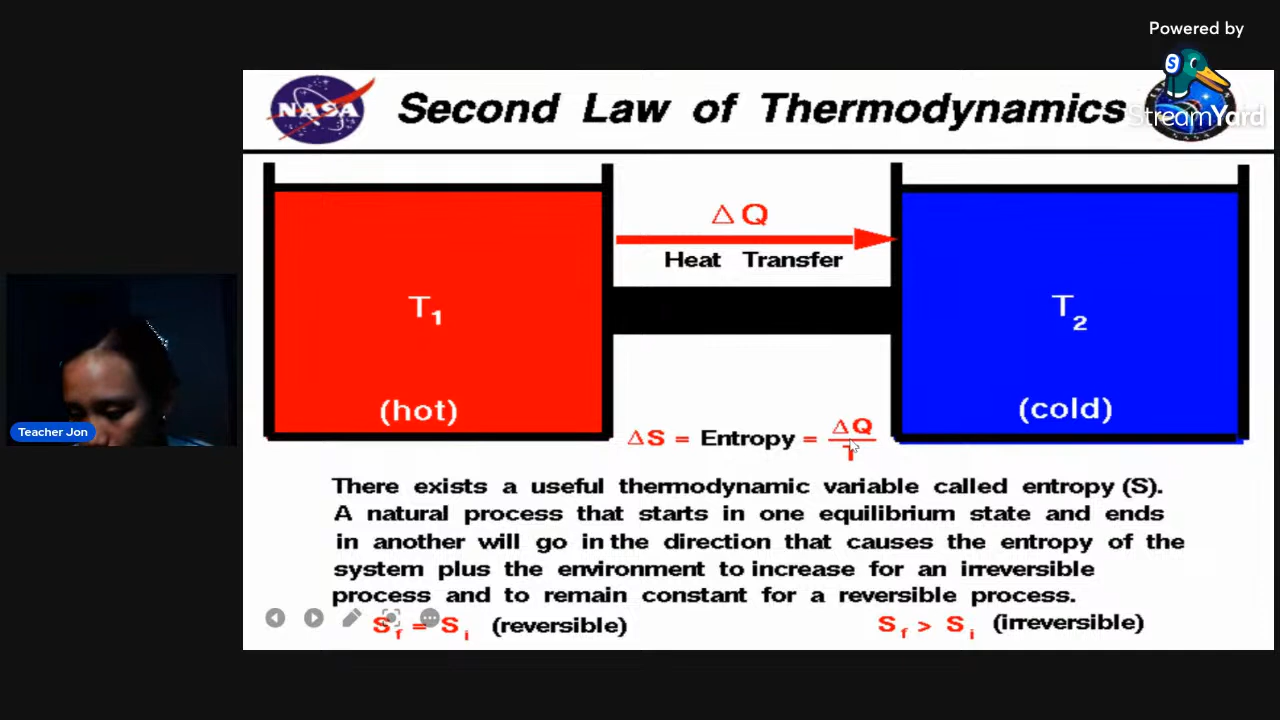 Powered by
StreamYard
NASA
Second Law of Thermodynamics
Δ Q
Heat Transfer
T1
(hot)
T2
(cold)
Teacher Jon
ΔS = Entropy = ΔQ
T
There exists a useful thermodynamic variable called entropy (S).
A natural process that starts in one equilibrium state and ends
in another will go in the direction that causes the entropy of the
system plus the environment to increase for an irreversible
process and to remain constant for a reversible process.
Sf = Si (reversible)
Sf > Si (irreversible)